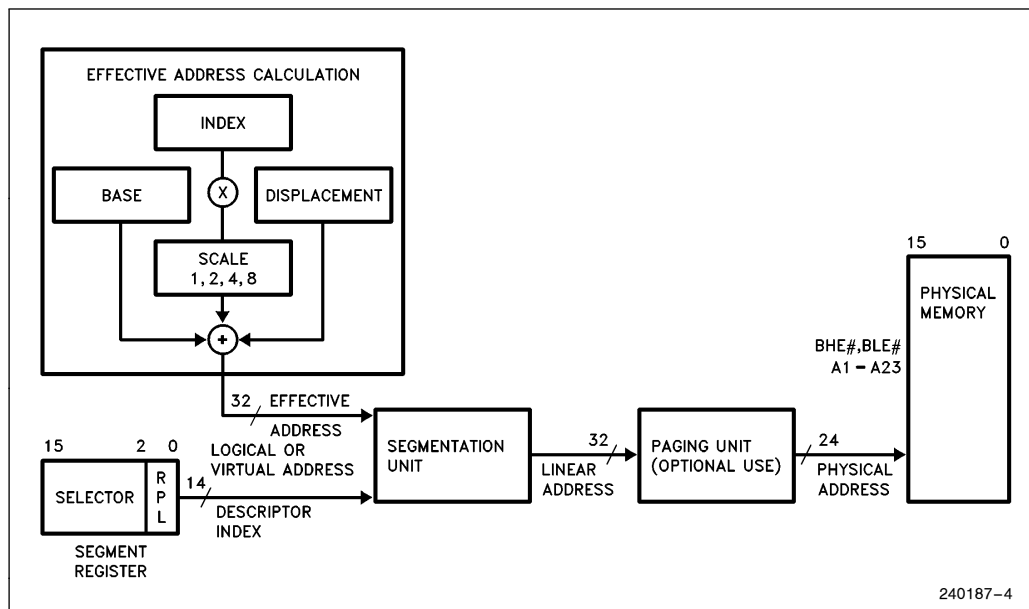 EFFECTIVE ADDRESS CALCULATION
INDEX
X
BASE
DISPLACEMENT
SCALE
1, 2, 4, 8
+
15 0
PHYSICAL
MEMORY
BHE#,BLE#
A1 – A23
32 EFFECTIVE
ADDRESS
LOGICAL OR
VIRTUAL ADDRESS
SEGMENTATION
UNIT
32
LINEAR
ADDRESS
PAGING UNIT
(OPTIONAL USE)
24
PHYSICAL
ADDRESS
15 2 0
SELECTOR
R
P
L
14
DESCRIPTOR
INDEX
SEGMENT
REGISTER
240187–4